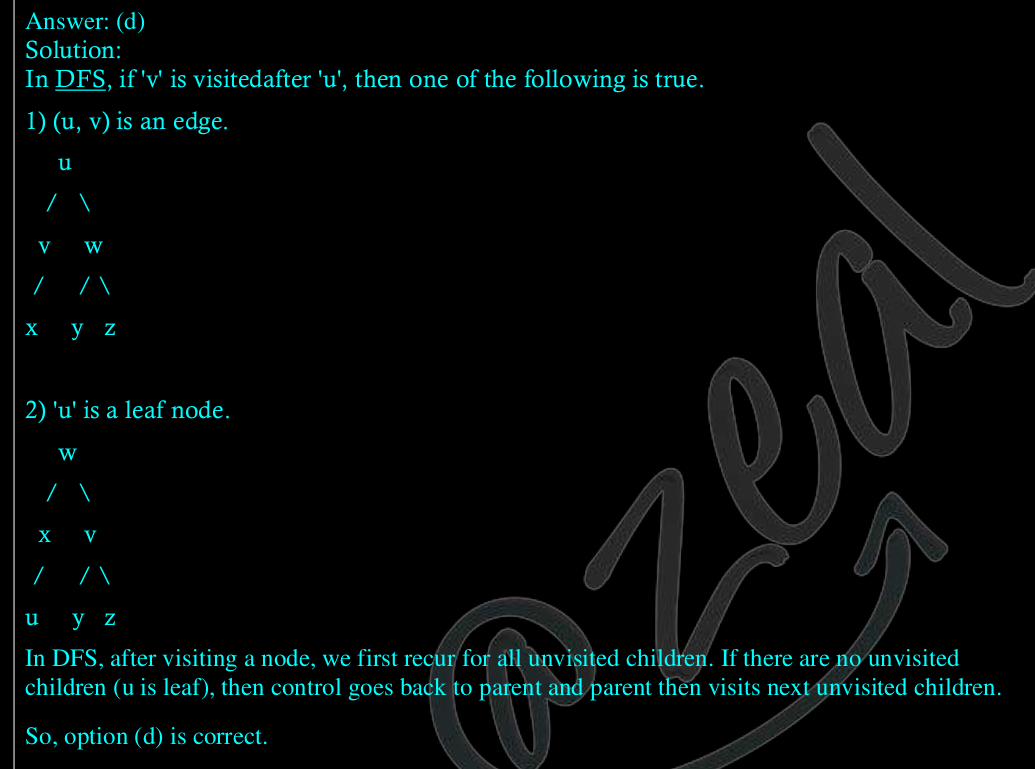 Answer: (d)
Solution:
In DFS, if 'v' is visitedafter 'u', then one of the following is true.
1) (u, v) is an edge.
u
/ \
v w
/ / \
x y z
2) 'u' is a leaf node.
w
/ \
x v
/ / \
u y z
In DFS, after visiting a node, we first recur for all unvisited children. If there are no unvisited
children (u is leaf), then control goes back to parent and parent then visits next unvisited children.
So, option (d) is correct.